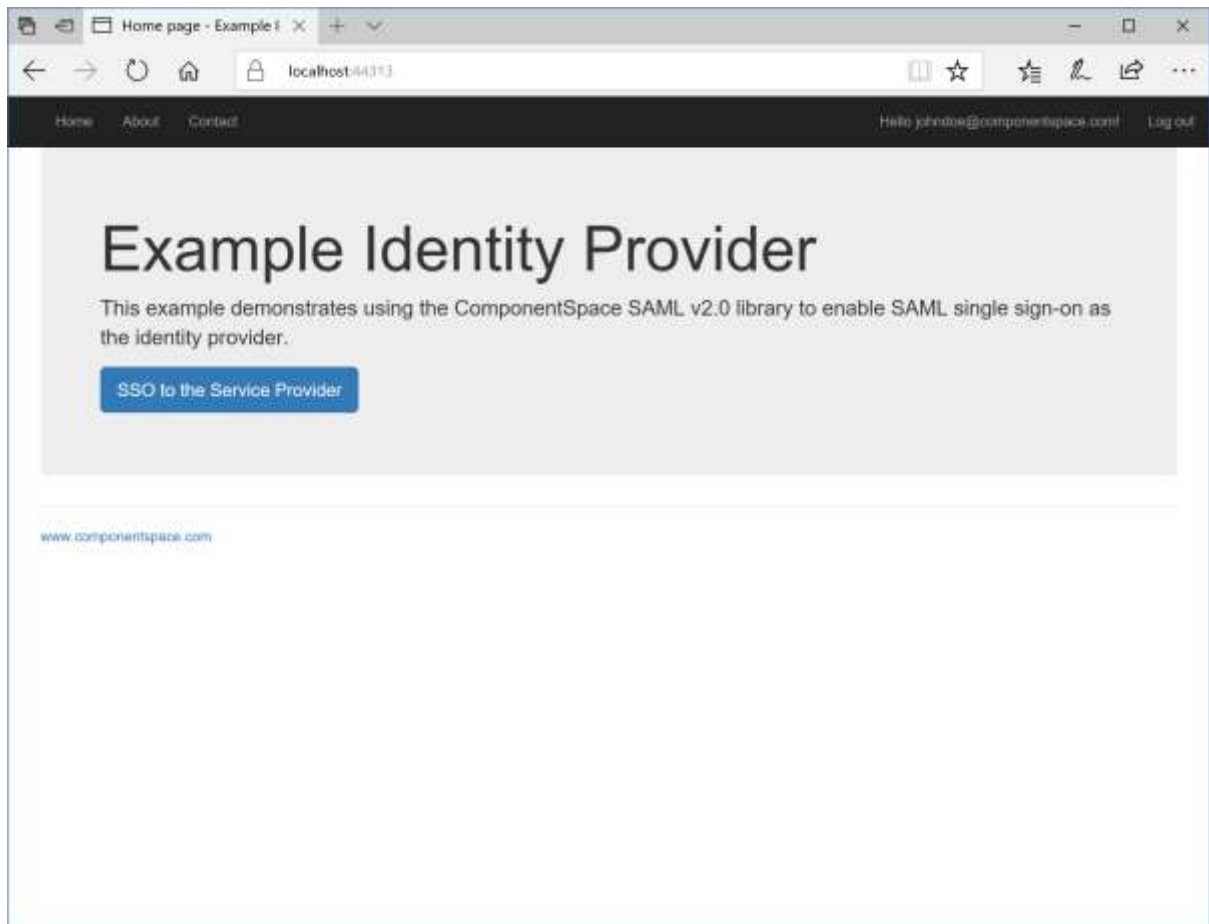 Home page - Example I
localhost:44313
Home About Contact Hello johndoe@componentspace.com! Log out
Example Identity Provider
This example demonstrates using the ComponentSpace SAML v2.0 library to enable SAML single sign-on as
the identity provider.
SSO to the Service Provider
www.componentspace.com